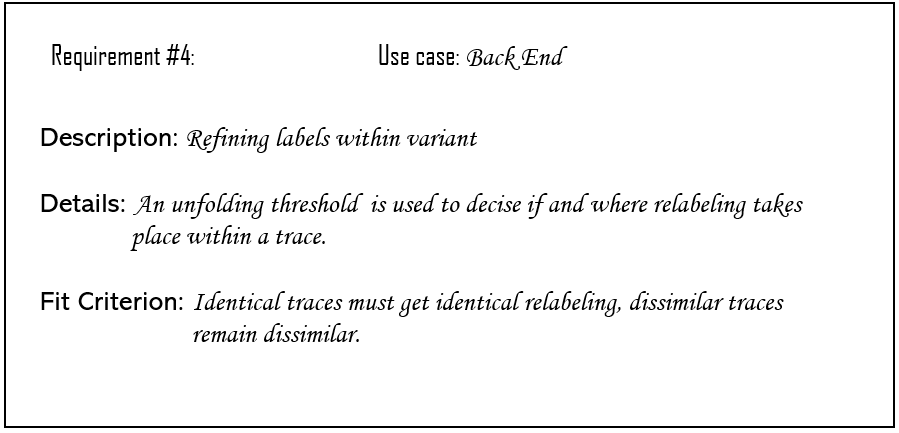 Requirement #4: Use case: Back End
Description: Refining labels within variant
Details: An unfolding threshold is used to decise if and where relabeling takes
place within a trace.
Fit Criterion: Identical traces must get identical relabeling, dissimilar traces
remain dissimilar.